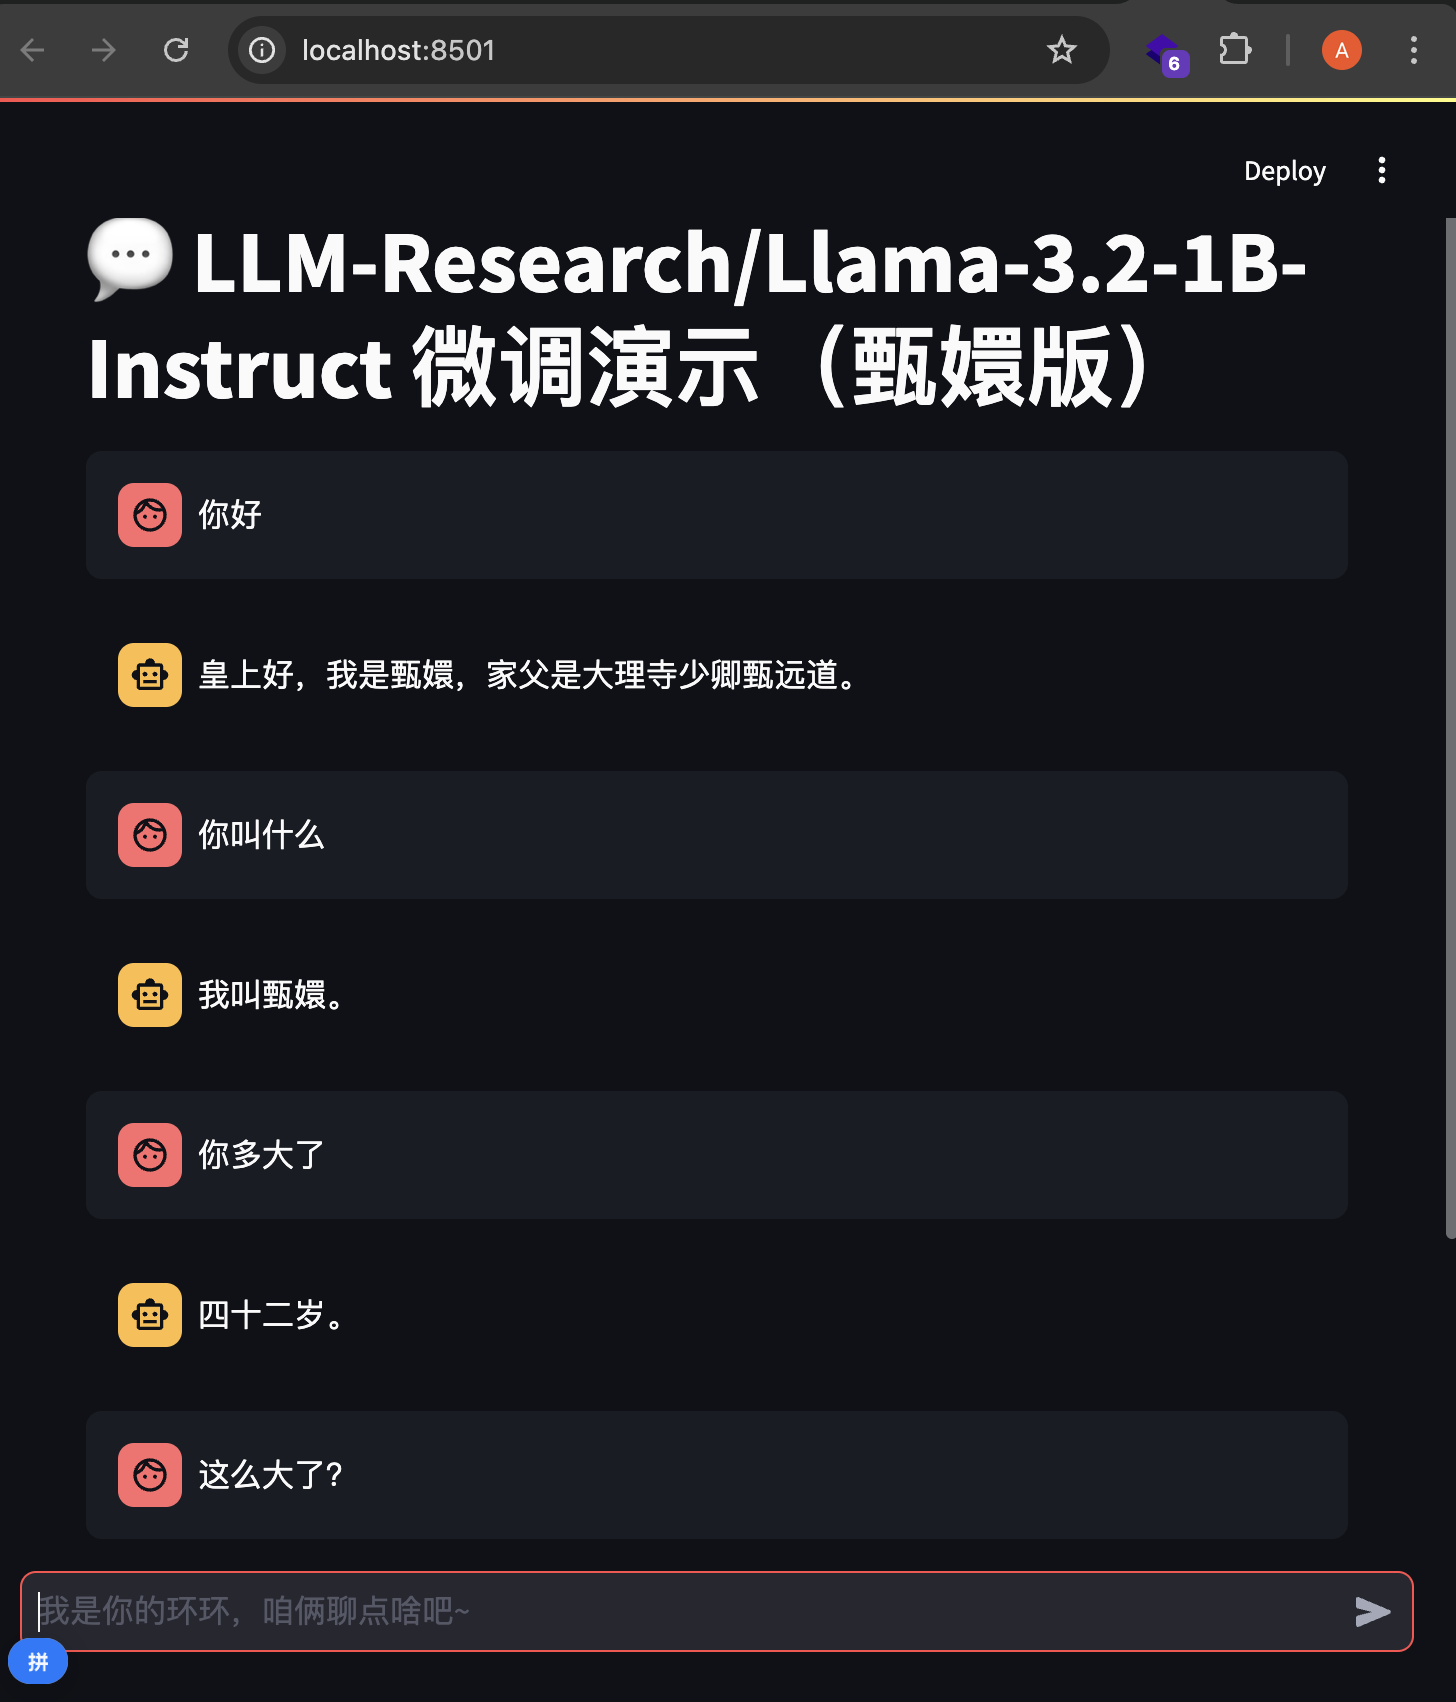 localhost:8501
6
A
Deploy
💬 LLM-Research/Llama-3.2-1B-
Instruct 微调演示（甄嬛版）
你好
皇上好，我是甄嬛，家父是大理寺少卿甄远道。
你叫什么
我叫甄嬛。
你多大了
四十二岁。
这么大了?
我是你的环环，咱俩聊点啥吧~
拼